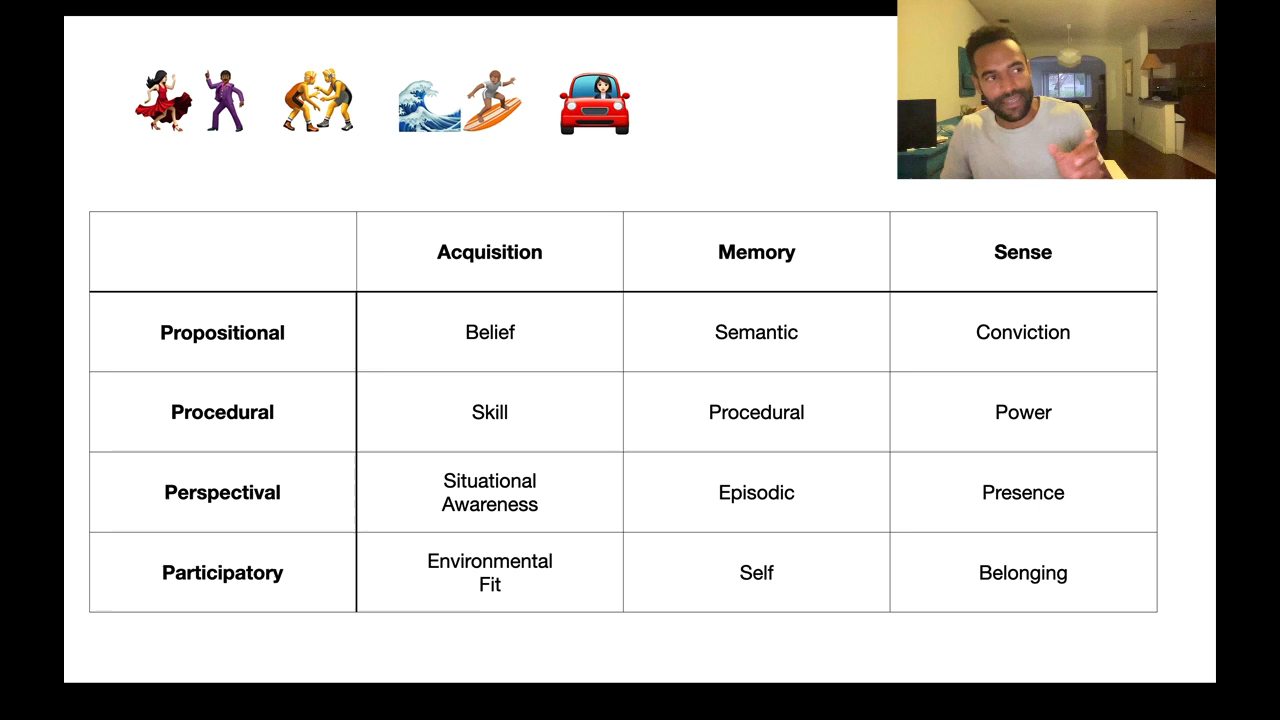 Acquisition Memory Sense
Propositional Belief Semantic Conviction
Procedural Skill Procedural Power
Perspectival Situational Awareness Episodic Presence
Participatory Environmental Fit Self Belonging